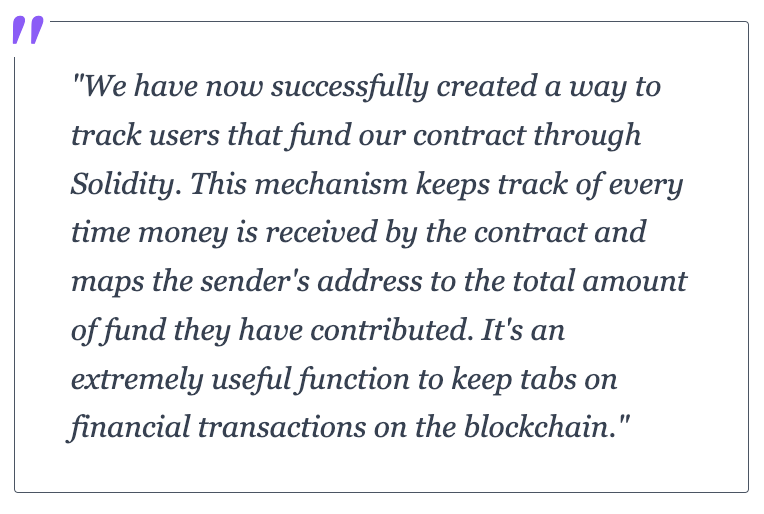 "We have now successfully created a way to
track users that fund our contract through
Solidity. This mechanism keeps track of every
time money is received by the contract and
maps the sender's address to the total amount
of fund they have contributed. It's an
extremely useful function to keep tabs on
financial transactions on the blockchain."